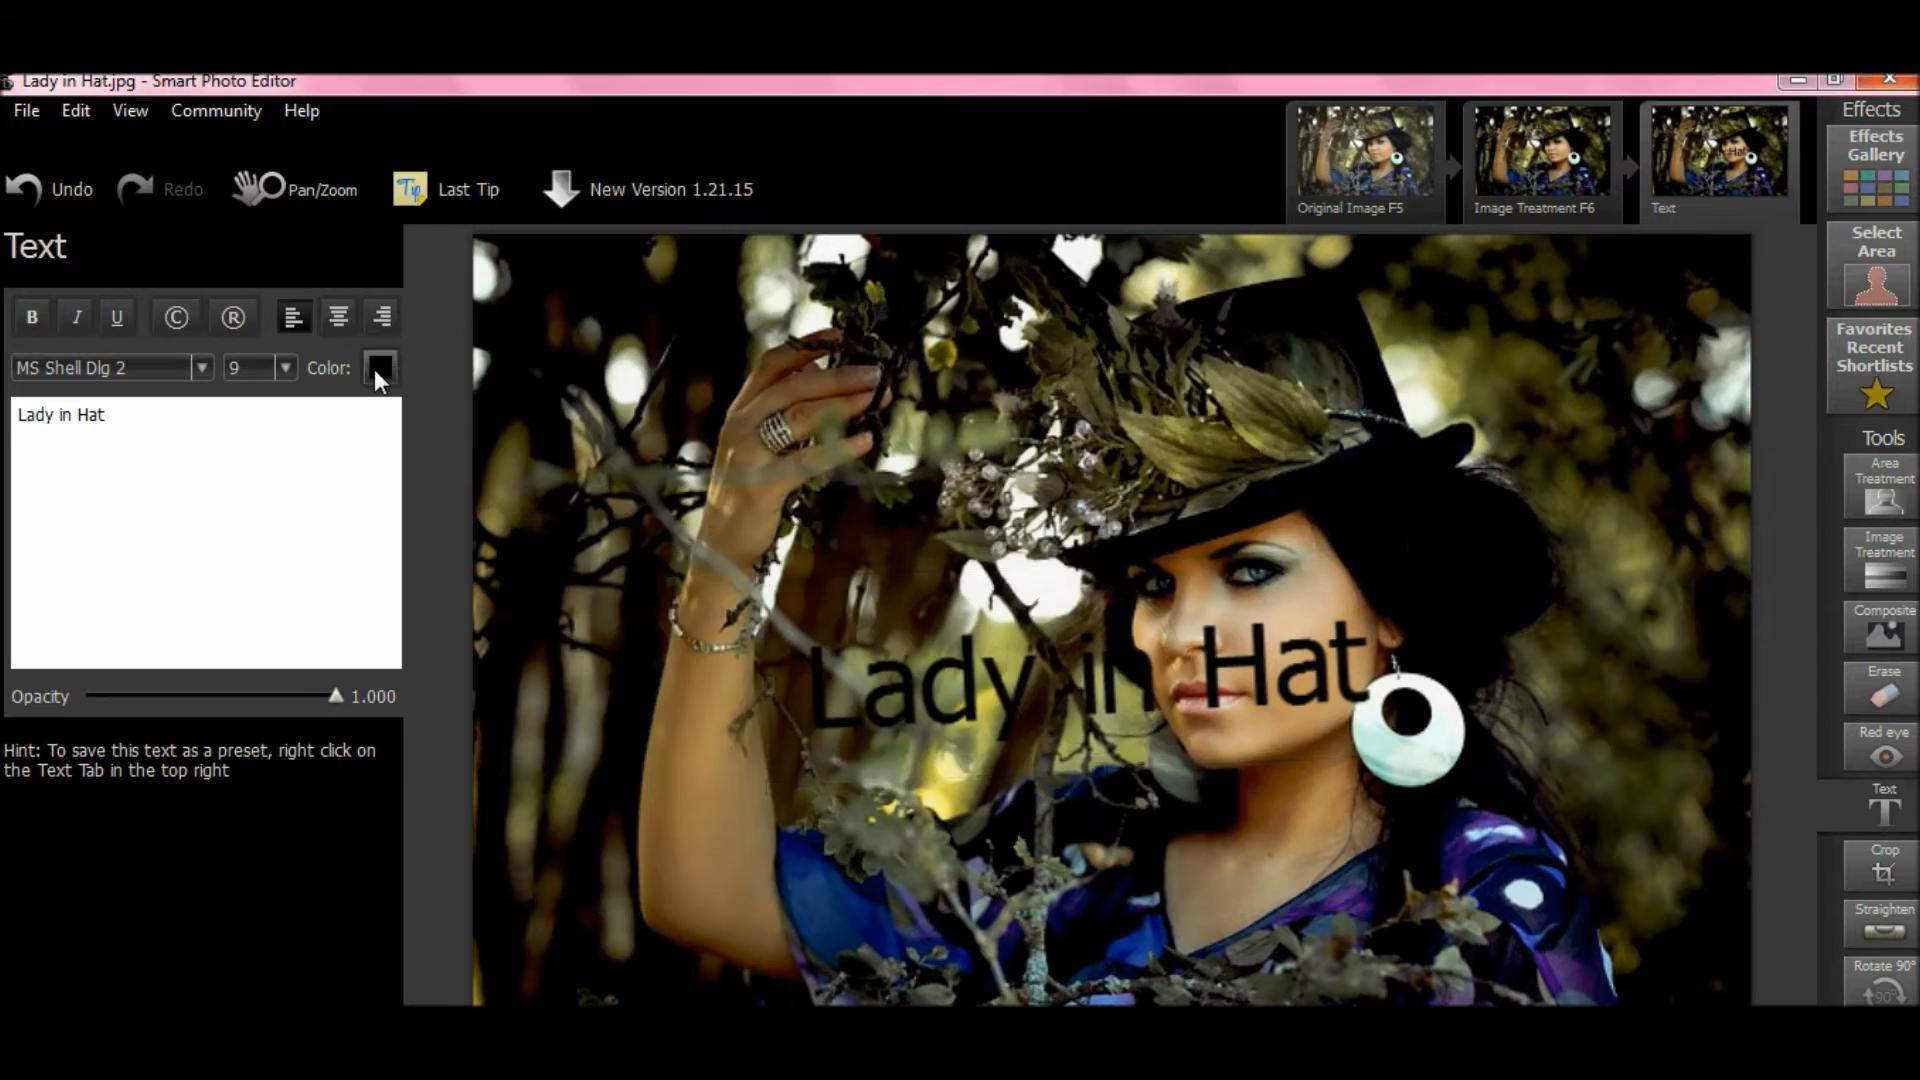 Lady in Hat.jpg - Smart Photo Editor
File Edit View Community Help
Undo Redo Pan/Zoom Tip Last Tip New Version 1.21.15
Original Image F5 Image Treatment F6 Text
Text
B I U © ®
MS Shell Dlg 2 9 Color:
Lady in Hat
Opacity 1.000
Hint: To save this text as a preset, right click on
the Text Tab in the top right
Lady in Hat
Effects
Effects
Gallery
Select
Area
Favorites
Recent
Shortlists
Tools
Area
Treatment
Image
Treatment
Composite
Erase
Red eye
Text
T
Crop
Straighten
Rotate 90°
90°